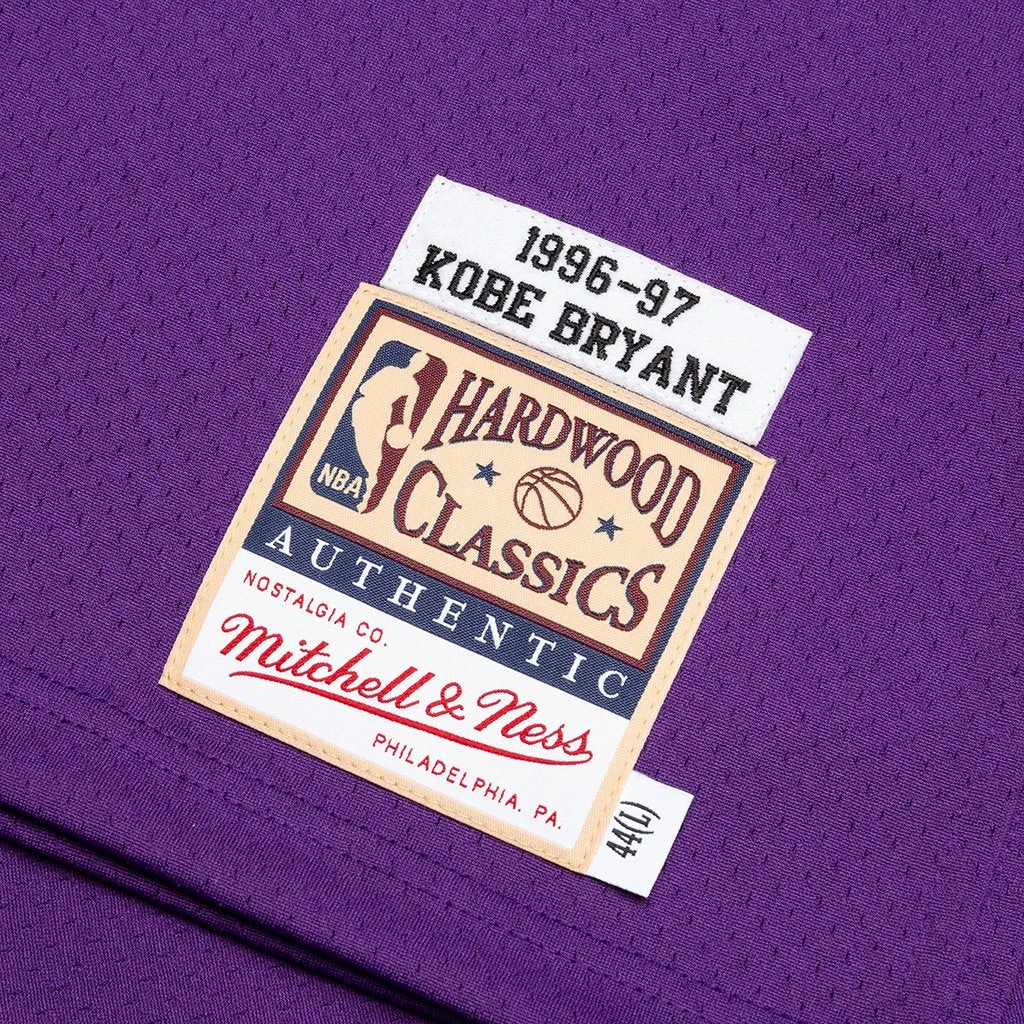 1996-97
KOBE BRYANT
NBA
HARDWOOD
CLASSICS
AUTHENTIC
NOSTALGIA CO.
Mitchell & Ness
PHILADELPHIA, PA.
44(L)